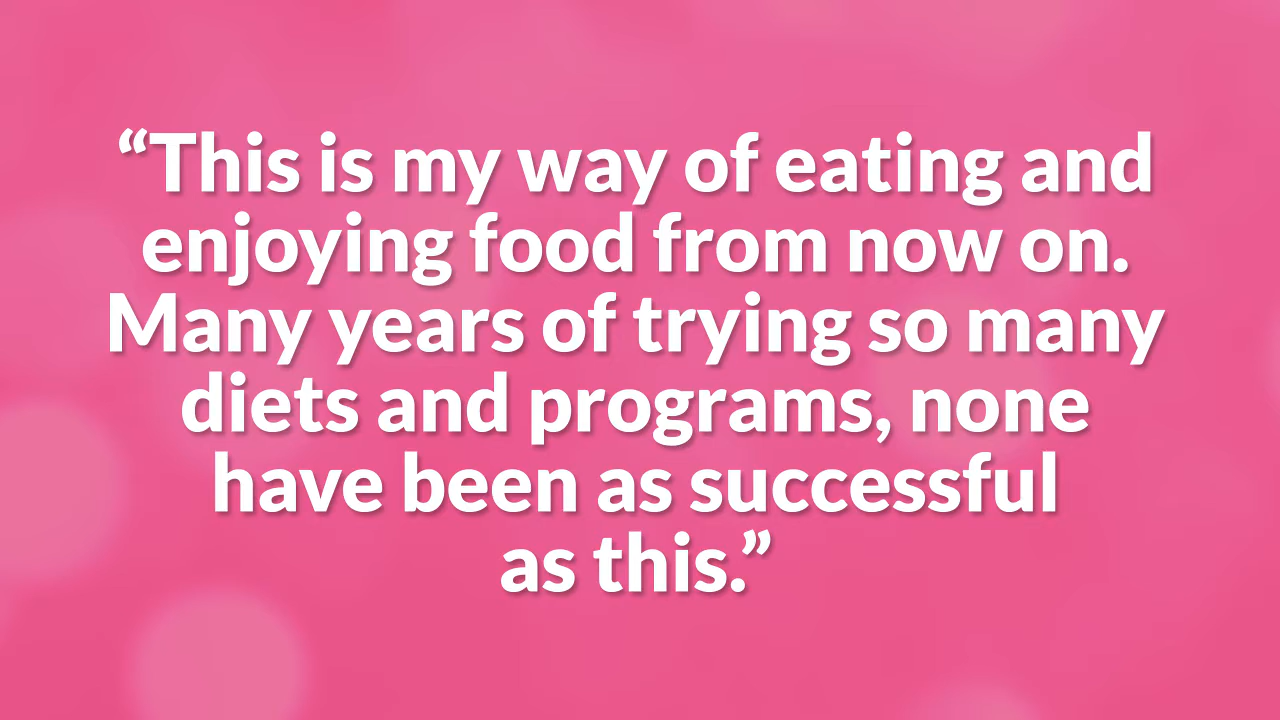 “This is my way of eating and
enjoying food from now on.
Many years of trying so many
diets and programs, none
have been as successful
as this.”